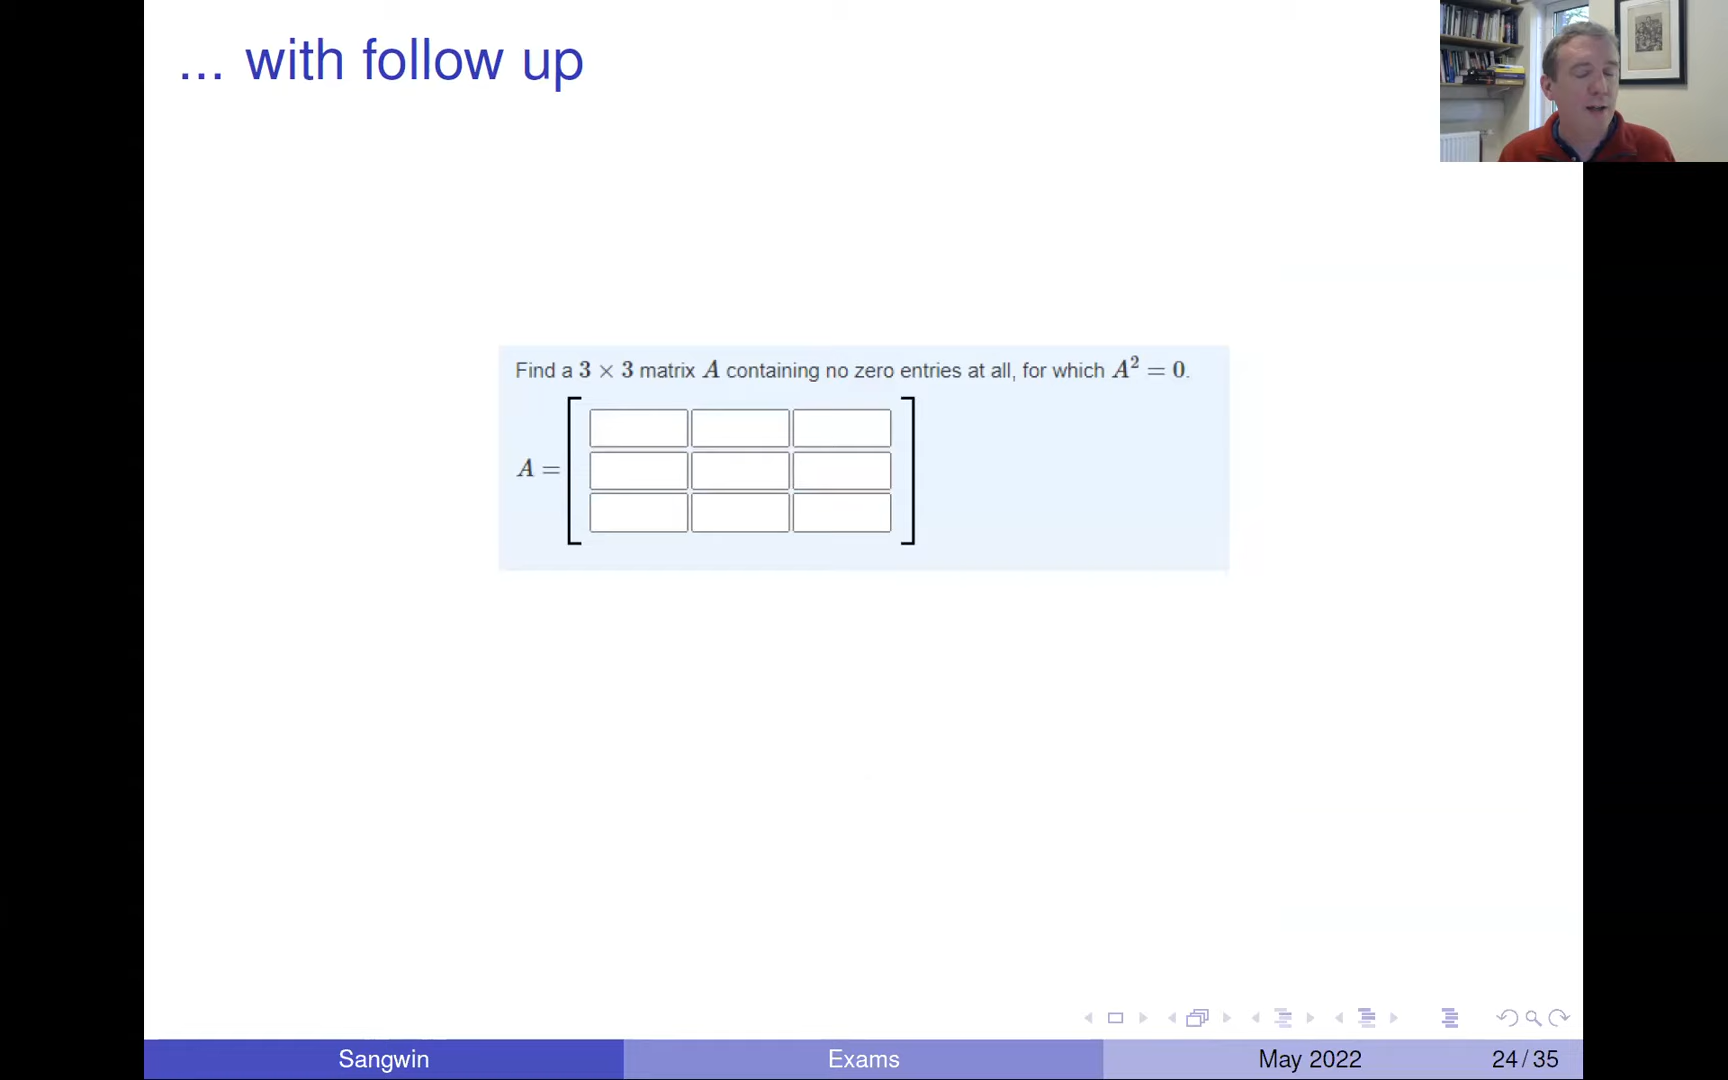 ... with follow up
Find a 3 × 3 matrix A containing no zero entries at all, for which A² = 0.
A =
Sangwin
Exams
May 2022
24 / 35